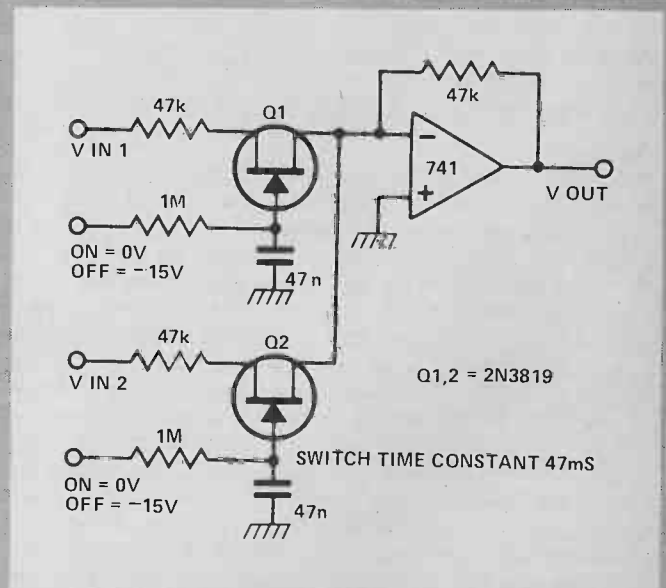 47k
Q1
47k
V IN 1
741
V OUT
1M
ON = 0V
OFF = -15V
47n
47k
Q2
V IN 2
Q1,2 = 2N3819
1M
SWITCH TIME CONSTANT 47mS
ON = 0V
OFF = -15V
47n